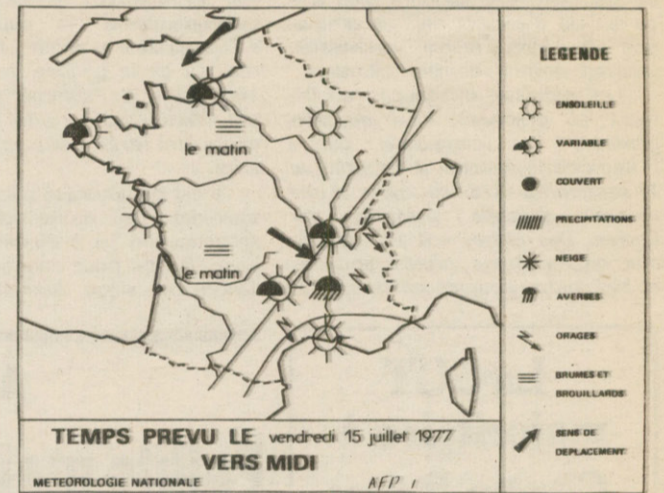 le matin
le matin
TEMPS PREVU LE vendredi 15 juillet 1977
VERS MIDI
METEOROLOGIE NATIONALE
AFP 1
LEGENDE
ENSOLEILLE
VARIABLE
COUVERT
PRECIPITATIONS
NEIGE
AVERSES
ORAGES
BRUMES ET
BROUILLARDS
SENS DE
DEPLACEMENT